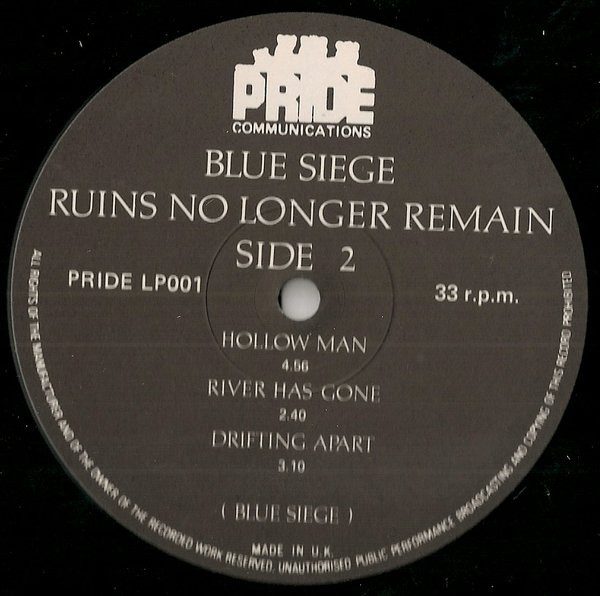 PRIDE
COMMUNICATIONS
BLUE SIEGE
RUINS NO LONGER REMAIN
SIDE 2
PRIDE LP001
33 r.p.m.
HOLLOW MAN
4.56
RIVER HAS GONE
2.40
DRIFTING APART
3.10
( BLUE SIEGE )
MADE IN U.K.
ALL RIGHTS OF THE MANUFACTURER AND OF THE OWNER OF THE RECORDED WORK RESERVED. UNAUTHORISED PUBLIC PERFORMANCE BROADCASTING AND COPYING OF THIS RECORD PROHIBITED